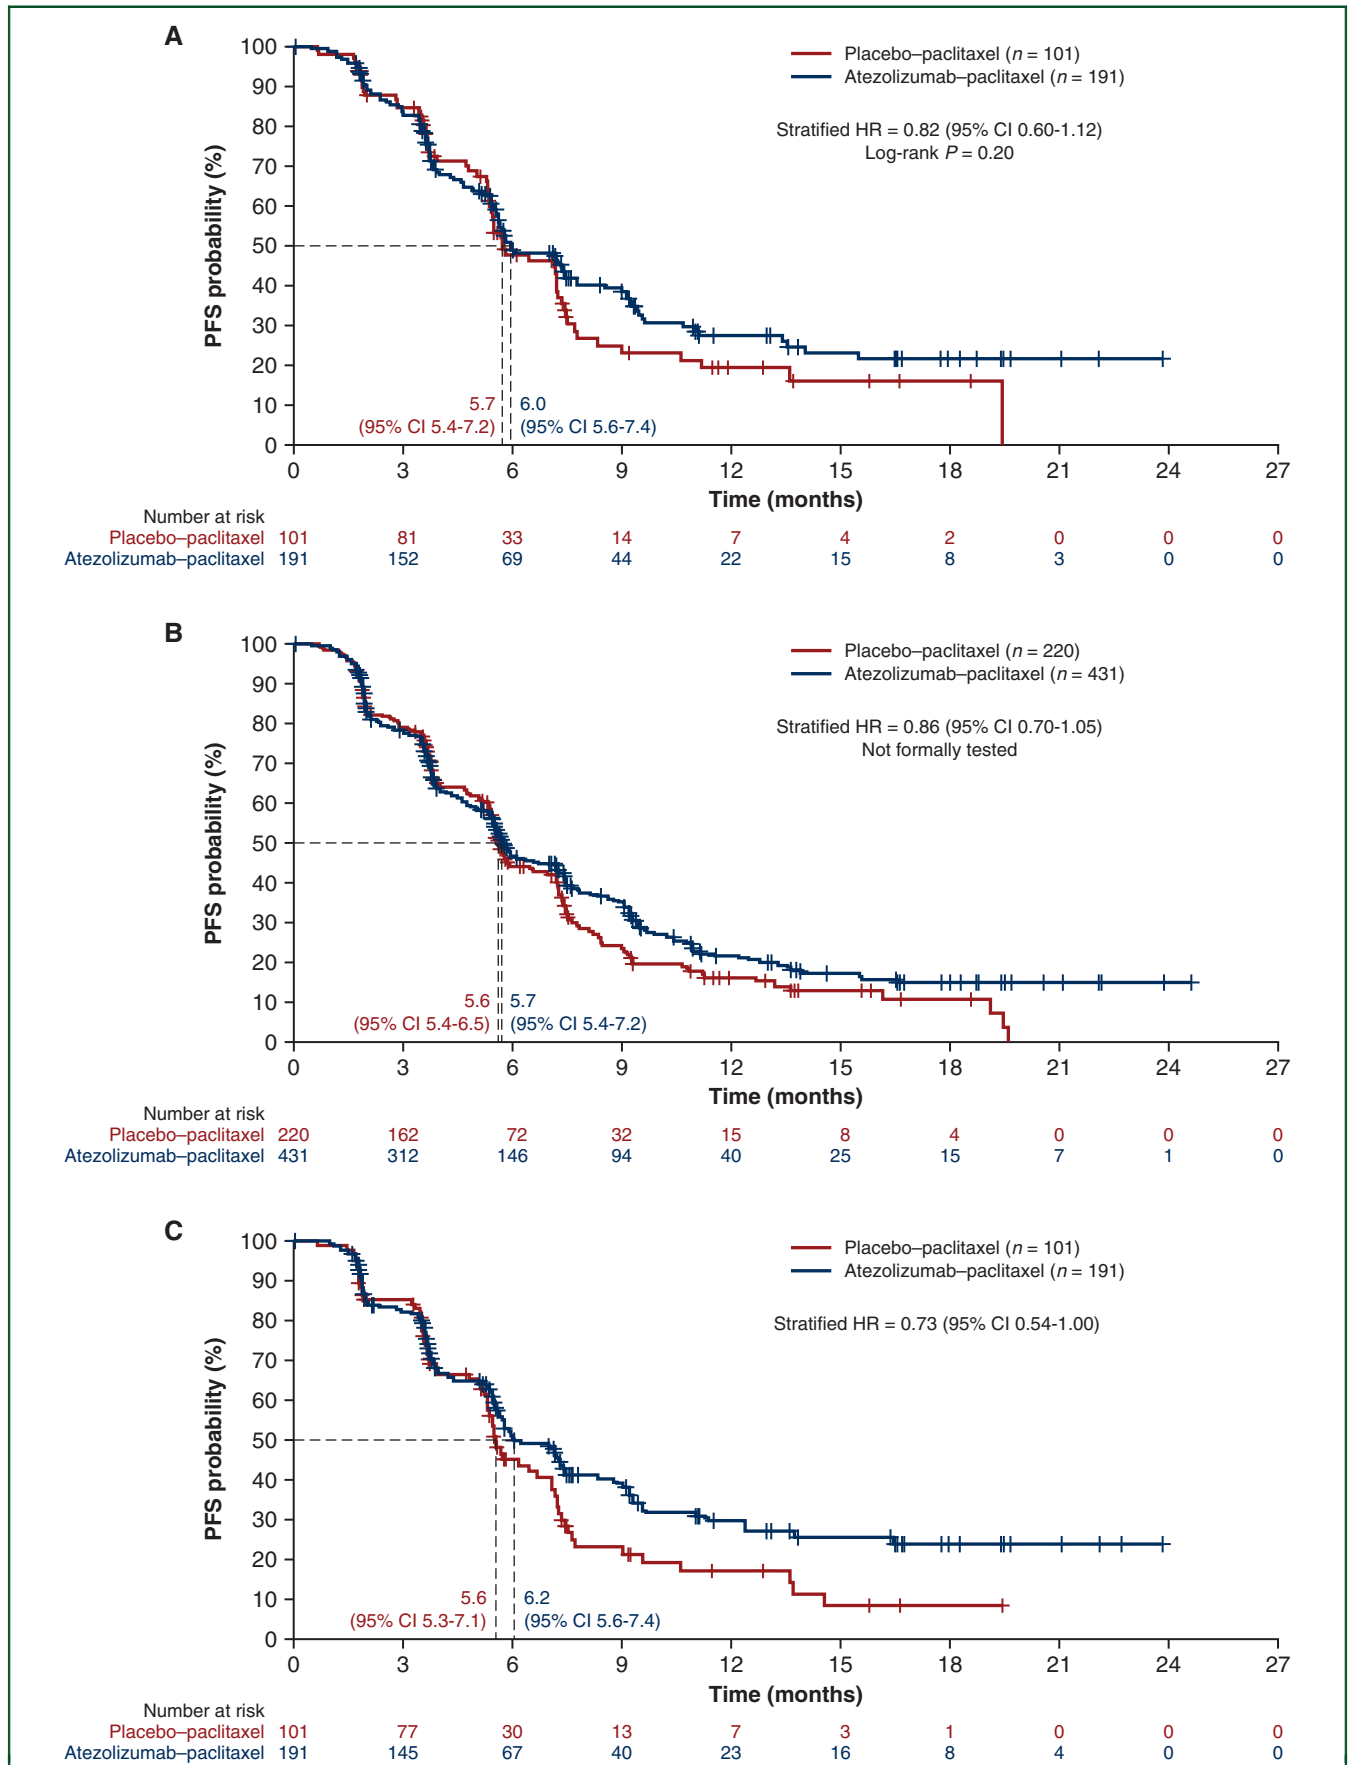 A
Placebo–paclitaxel (n = 101)
Atezolizumab–paclitaxel (n = 191)
Stratified HR = 0.82 (95% CI 0.60-1.12)
Log-rank P = 0.20
PFS probability (%)
100
90
80
70
60
50
40
30
20
10
0
5.7
(95% CI 5.4-7.2)
6.0
(95% CI 5.6-7.4)
0 3 6 9 12 15 18 21 24 27
Time (months)
Number at risk
Placebo–paclitaxel 101 81 33 14 7 4 2 0 0 0
Atezolizumab–paclitaxel 191 152 69 44 22 15 8 3 0 0
B
Placebo–paclitaxel (n = 220)
Atezolizumab–paclitaxel (n = 431)
Stratified HR = 0.86 (95% CI 0.70-1.05)
Not formally tested
PFS probability (%)
100
90
80
70
60
50
40
30
20
10
0
5.6
(95% CI 5.4-6.5)
5.7
(95% CI 5.4-7.2)
0 3 6 9 12 15 18 21 24 27
Time (months)
Number at risk
Placebo–paclitaxel 220 162 72 32 15 8 4 0 0 0
Atezolizumab–paclitaxel 431 312 146 94 40 25 15 7 1 0
C
Placebo–paclitaxel (n = 101)
Atezolizumab–paclitaxel (n = 191)
Stratified HR = 0.73 (95% CI 0.54-1.00)
PFS probability (%)
100
90
80
70
60
50
40
30
20
10
0
5.6
(95% CI 5.3-7.1)
6.2
(95% CI 5.6-7.4)
0 3 6 9 12 15 18 21 24 27
Time (months)
Number at risk
Placebo–paclitaxel 101 77 30 13 7 3 1 0 0 0
Atezolizumab–paclitaxel 191 145 67 40 23 16 8 4 0 0